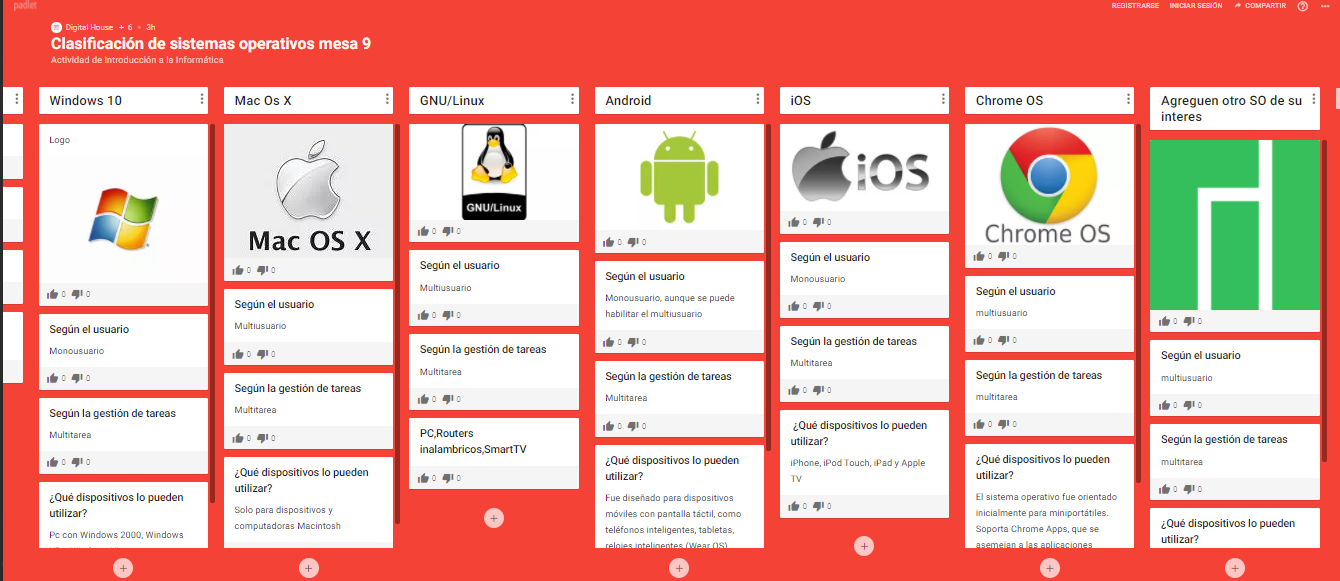 padlet
REGISTRARSE
INICIAR SESIÓN
COMPARTIR
Digital House + 6 • 3h
Clasificación de sistemas operativos mesa 9
Actividad de Introducción a la Informática
Windows 10
Logo
0 0
Según el usuario
Monousuario
0 0
Según la gestión de tareas
Multitarea
0 0
¿Qué dispositivos lo pueden
utilizar?
Pc con Windows 2000, Windows
Mac Os X
Mac OS X
0 0
Según el usuario
Multiusuario
0 0
Según la gestión de tareas
Multitarea
0 0
¿Qué dispositivos lo pueden
utilizar?
Solo para dispositivos y
computadoras Macintosh
GNU/Linux
GNU/Linux
0 0
Según el usuario
Multiusuario
0 0
Según la gestión de tareas
Multitarea
0 0
PC,Routers
inalambricos,SmartTV
0 0
Android
0 0
Según el usuario
Monousuario, aunque se puede
habilitar el multiusuario
0 0
Según la gestión de tareas
Multitarea
0 0
¿Qué dispositivos lo pueden
utilizar?
Fue diseñado para dispositivos
móviles con pantalla táctil, como
teléfonos inteligentes, tabletas,
relojes inteligentes (Wear OS)
iOS
iOS
0 0
Según el usuario
Monousuario
0 0
Según la gestión de tareas
Multitarea
0 0
¿Qué dispositivos lo pueden
utilizar?
iPhone, iPod Touch, iPad y Apple
TV
0 0
Chrome OS
Chrome OS
0 0
Según el usuario
multiusuario
0 0
Según la gestión de tareas
multitarea
0 0
¿Qué dispositivos lo pueden
utilizar?
El sistema operativo fue orientado
inicialmente para miniportátiles.
Soporta Chrome Apps, que se
asemejan a las aplicaciones
Agreguen otro SO de su
interes
0 0
Según el usuario
multiusuario
0 0
Según la gestión de tareas
multitarea
0 0
¿Qué dispositivos lo pueden
utilizar?